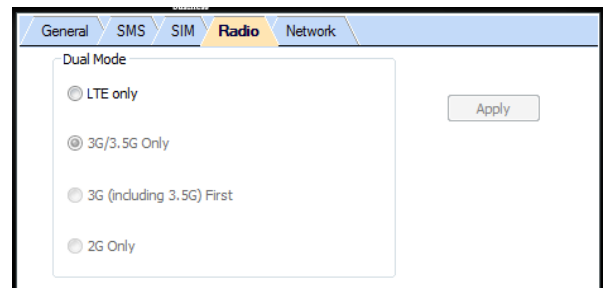 General SMS SIM Radio Network
Dual Mode
LTE only
Apply
3G/3.5G Only
3G (including 3.5G) First
2G Only